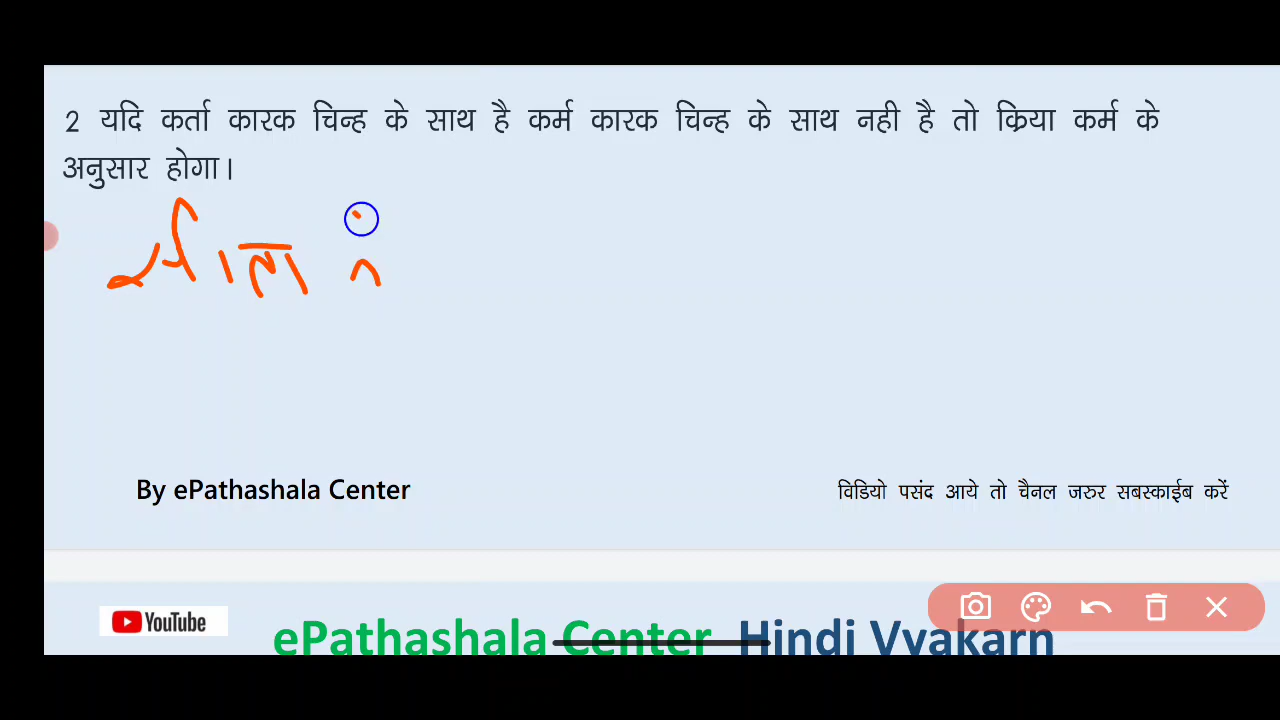 2 यदि कर्ता कारक चिन्ह के साथ है कर्म कारक चिन्ह के साथ नही है तो क्रिया कर्म के
अनुसार होगा।
By ePathashala Center
विडियो पसंद आये तो चैनल जरुर सबस्काईब करें
YouTube
ePathashala Center Hindi Vyakarn